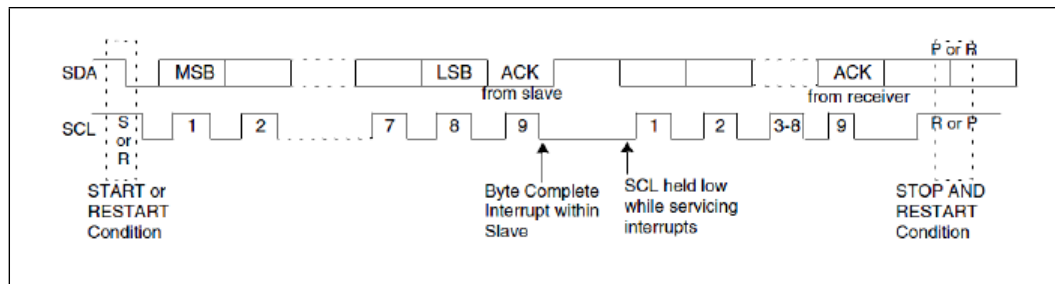 P or R
SDA MSB LSB ACK ACK
from slave from receiver
SCL S or R 1 2 7 8 9 1 2 3-8 9 R or P
START or
RESTART
Condition
Byte Complete
Interrupt within
Slave
SCL held low
while servicing
interrupts
STOP AND
RESTART
Condition